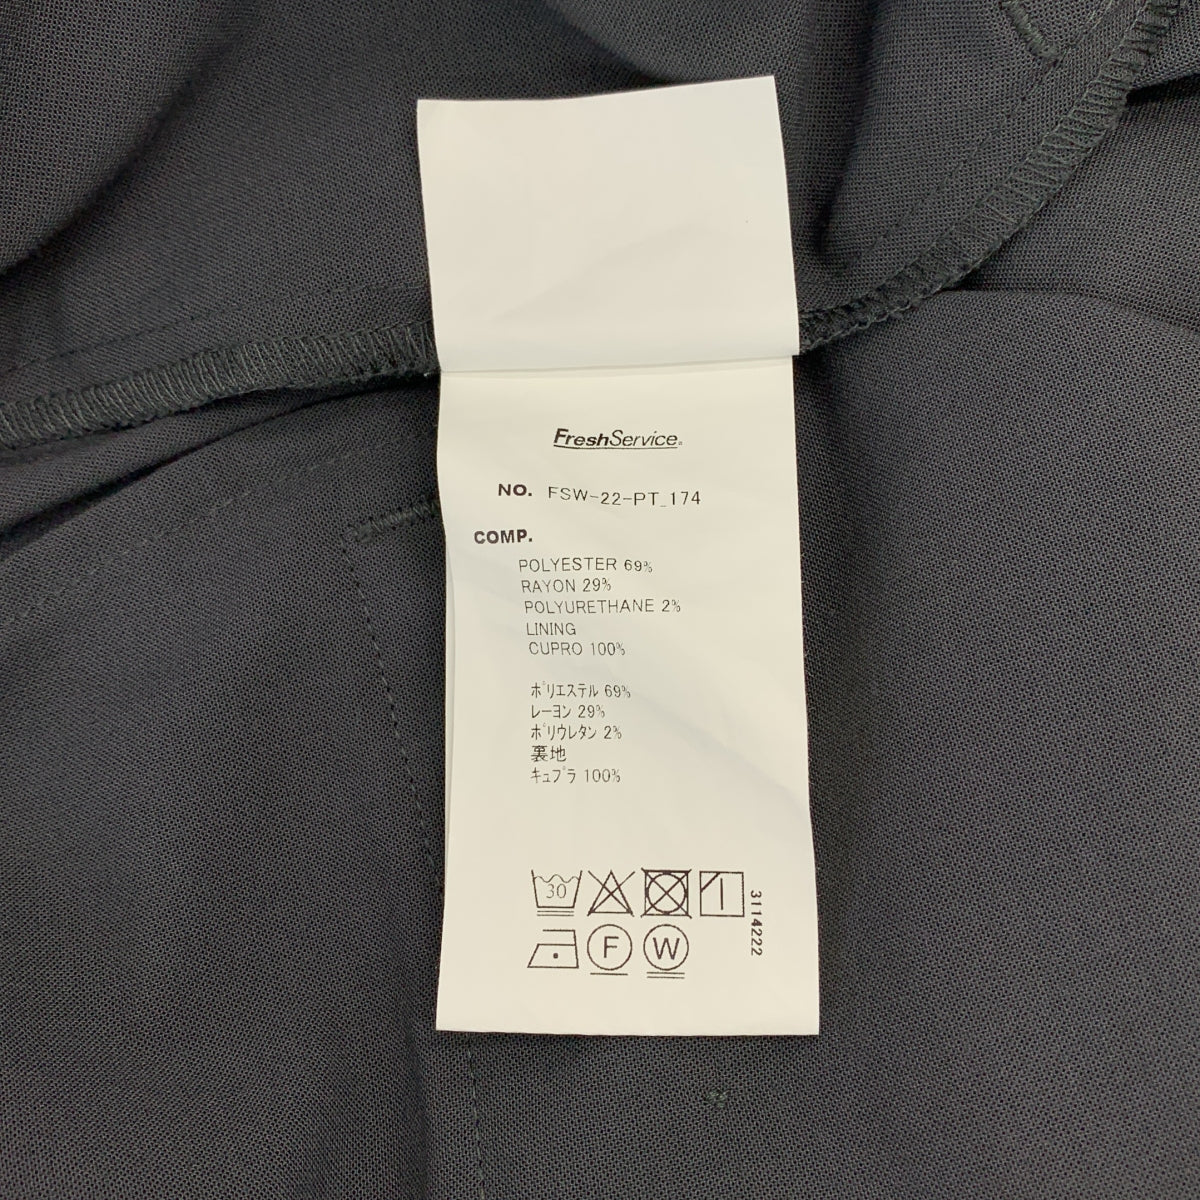 FreshService®
NO. FSW-22-PT_174
COMP.
POLYESTER 69%
RAYON 29%
POLYURETHANE 2%
LINING
CUPRO 100%
ポリエステル 69%
レーヨン 29%
ポリウレタン 2%
裏地
キュプラ 100%
30
F W
3114222